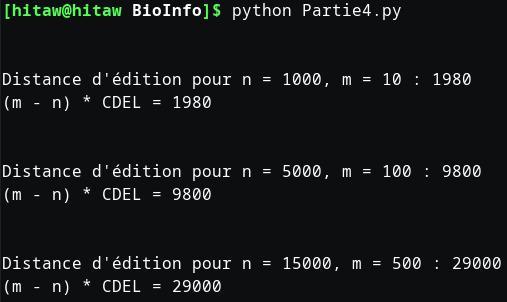 [hitaw@hitaw BioInfo]$ python Partie4.py
Distance d'édition pour n = 1000, m = 10 : 1980
(m - n) * CDEL = 1980
Distance d'édition pour n = 5000, m = 100 : 9800
(m - n) * CDEL = 9800
Distance d'édition pour n = 15000, m = 500 : 29000
(m - n) * CDEL = 29000